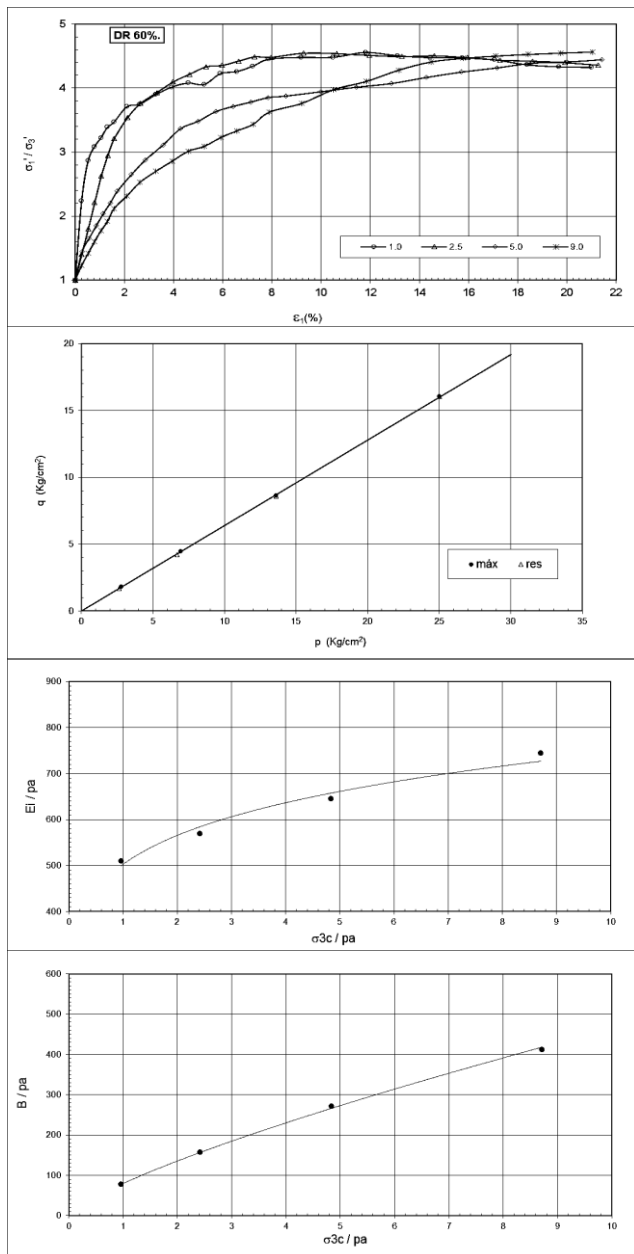 DR 60%.
5
4
3
2
1
σ1' / σ3'
0 2 4 6 8 10 12 14 16 18 20 22
ε1(%)
1.0 2.5 5.0 9.0
20
15
10
5
0
q (Kg/cm²)
0 5 10 15 20 25 30 35
p (Kg/cm²)
máx res
900
800
700
600
500
400
EI / pa
0 1 2 3 4 5 6 7 8 9 10
σ3c / pa
600
500
400
300
200
100
0
B / pa
0 1 2 3 4 5 6 7 8 9 10
σ3c / pa